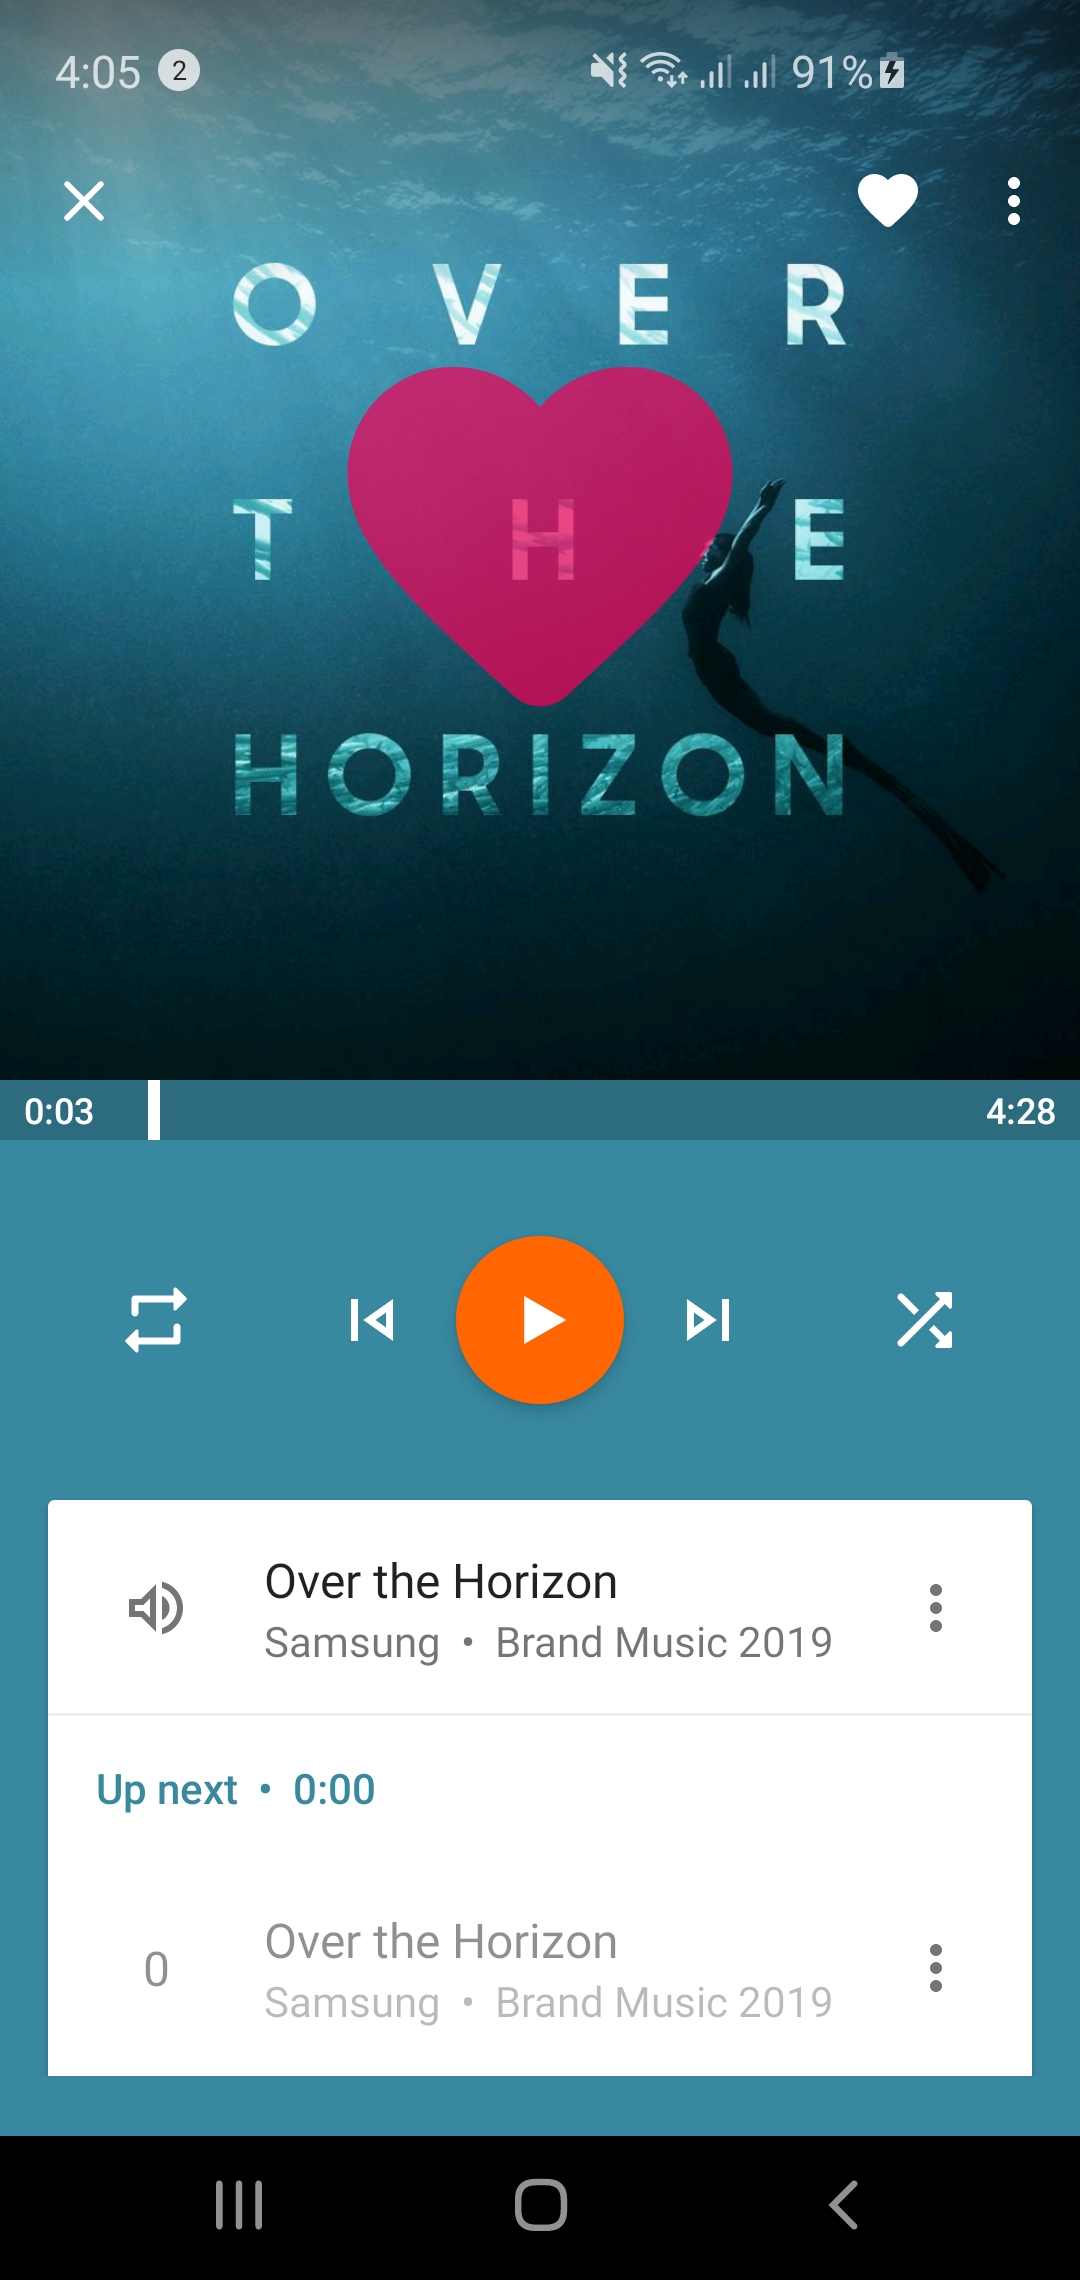 4:05 2 91%
OVER
THE
HORIZON
0:03 4:28
Over the Horizon
Samsung • Brand Music 2019
Up next • 0:00
0 Over the Horizon
Samsung • Brand Music 2019